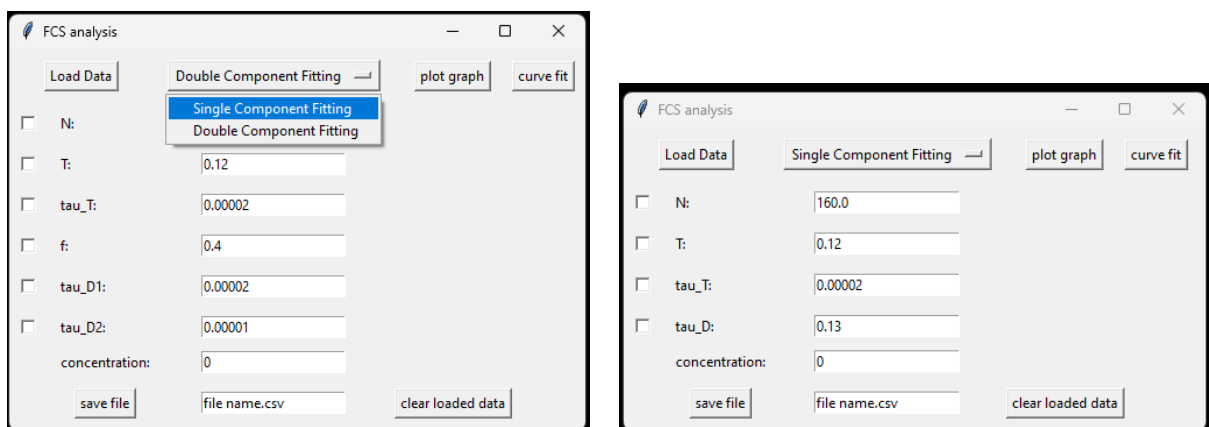 FCS analysis
Load Data Double Component Fitting plot graph curve fit
Single Component Fitting
Double Component Fitting
N:
T: 0.12
tau_T: 0.00002
f: 0.4
tau_D1: 0.00002
tau_D2: 0.00001
concentration: 0
save file file name.csv clear loaded data
FCS analysis
Load Data Single Component Fitting plot graph curve fit
N: 160.0
T: 0.12
tau_T: 0.00002
tau_D: 0.13
concentration: 0
save file file name.csv clear loaded data